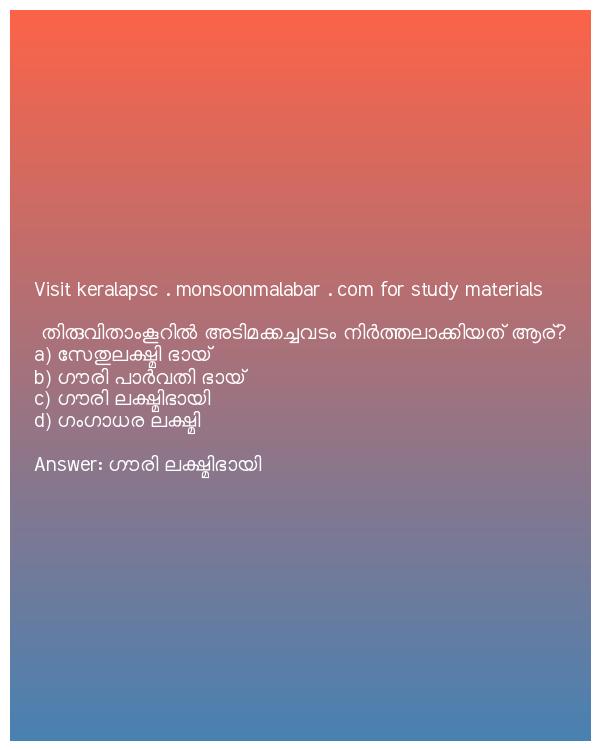 Visit keralapsc . monsoonmalabar . com for study materials
തിരുവിതാംകൂറിൽ അടിമക്കച്ചവടം നിർത്തലാക്കിയത് ആര്?
a) സേതുലക്ഷ്മി ഭായ്
b) ഗൗരി പാർവതി ഭായ്
c) ഗൗരി ലക്ഷ്മിഭായി
d) ഗംഗാധര ലക്ഷ്മി
Answer: ഗൗരി ലക്ഷ്മിഭായി